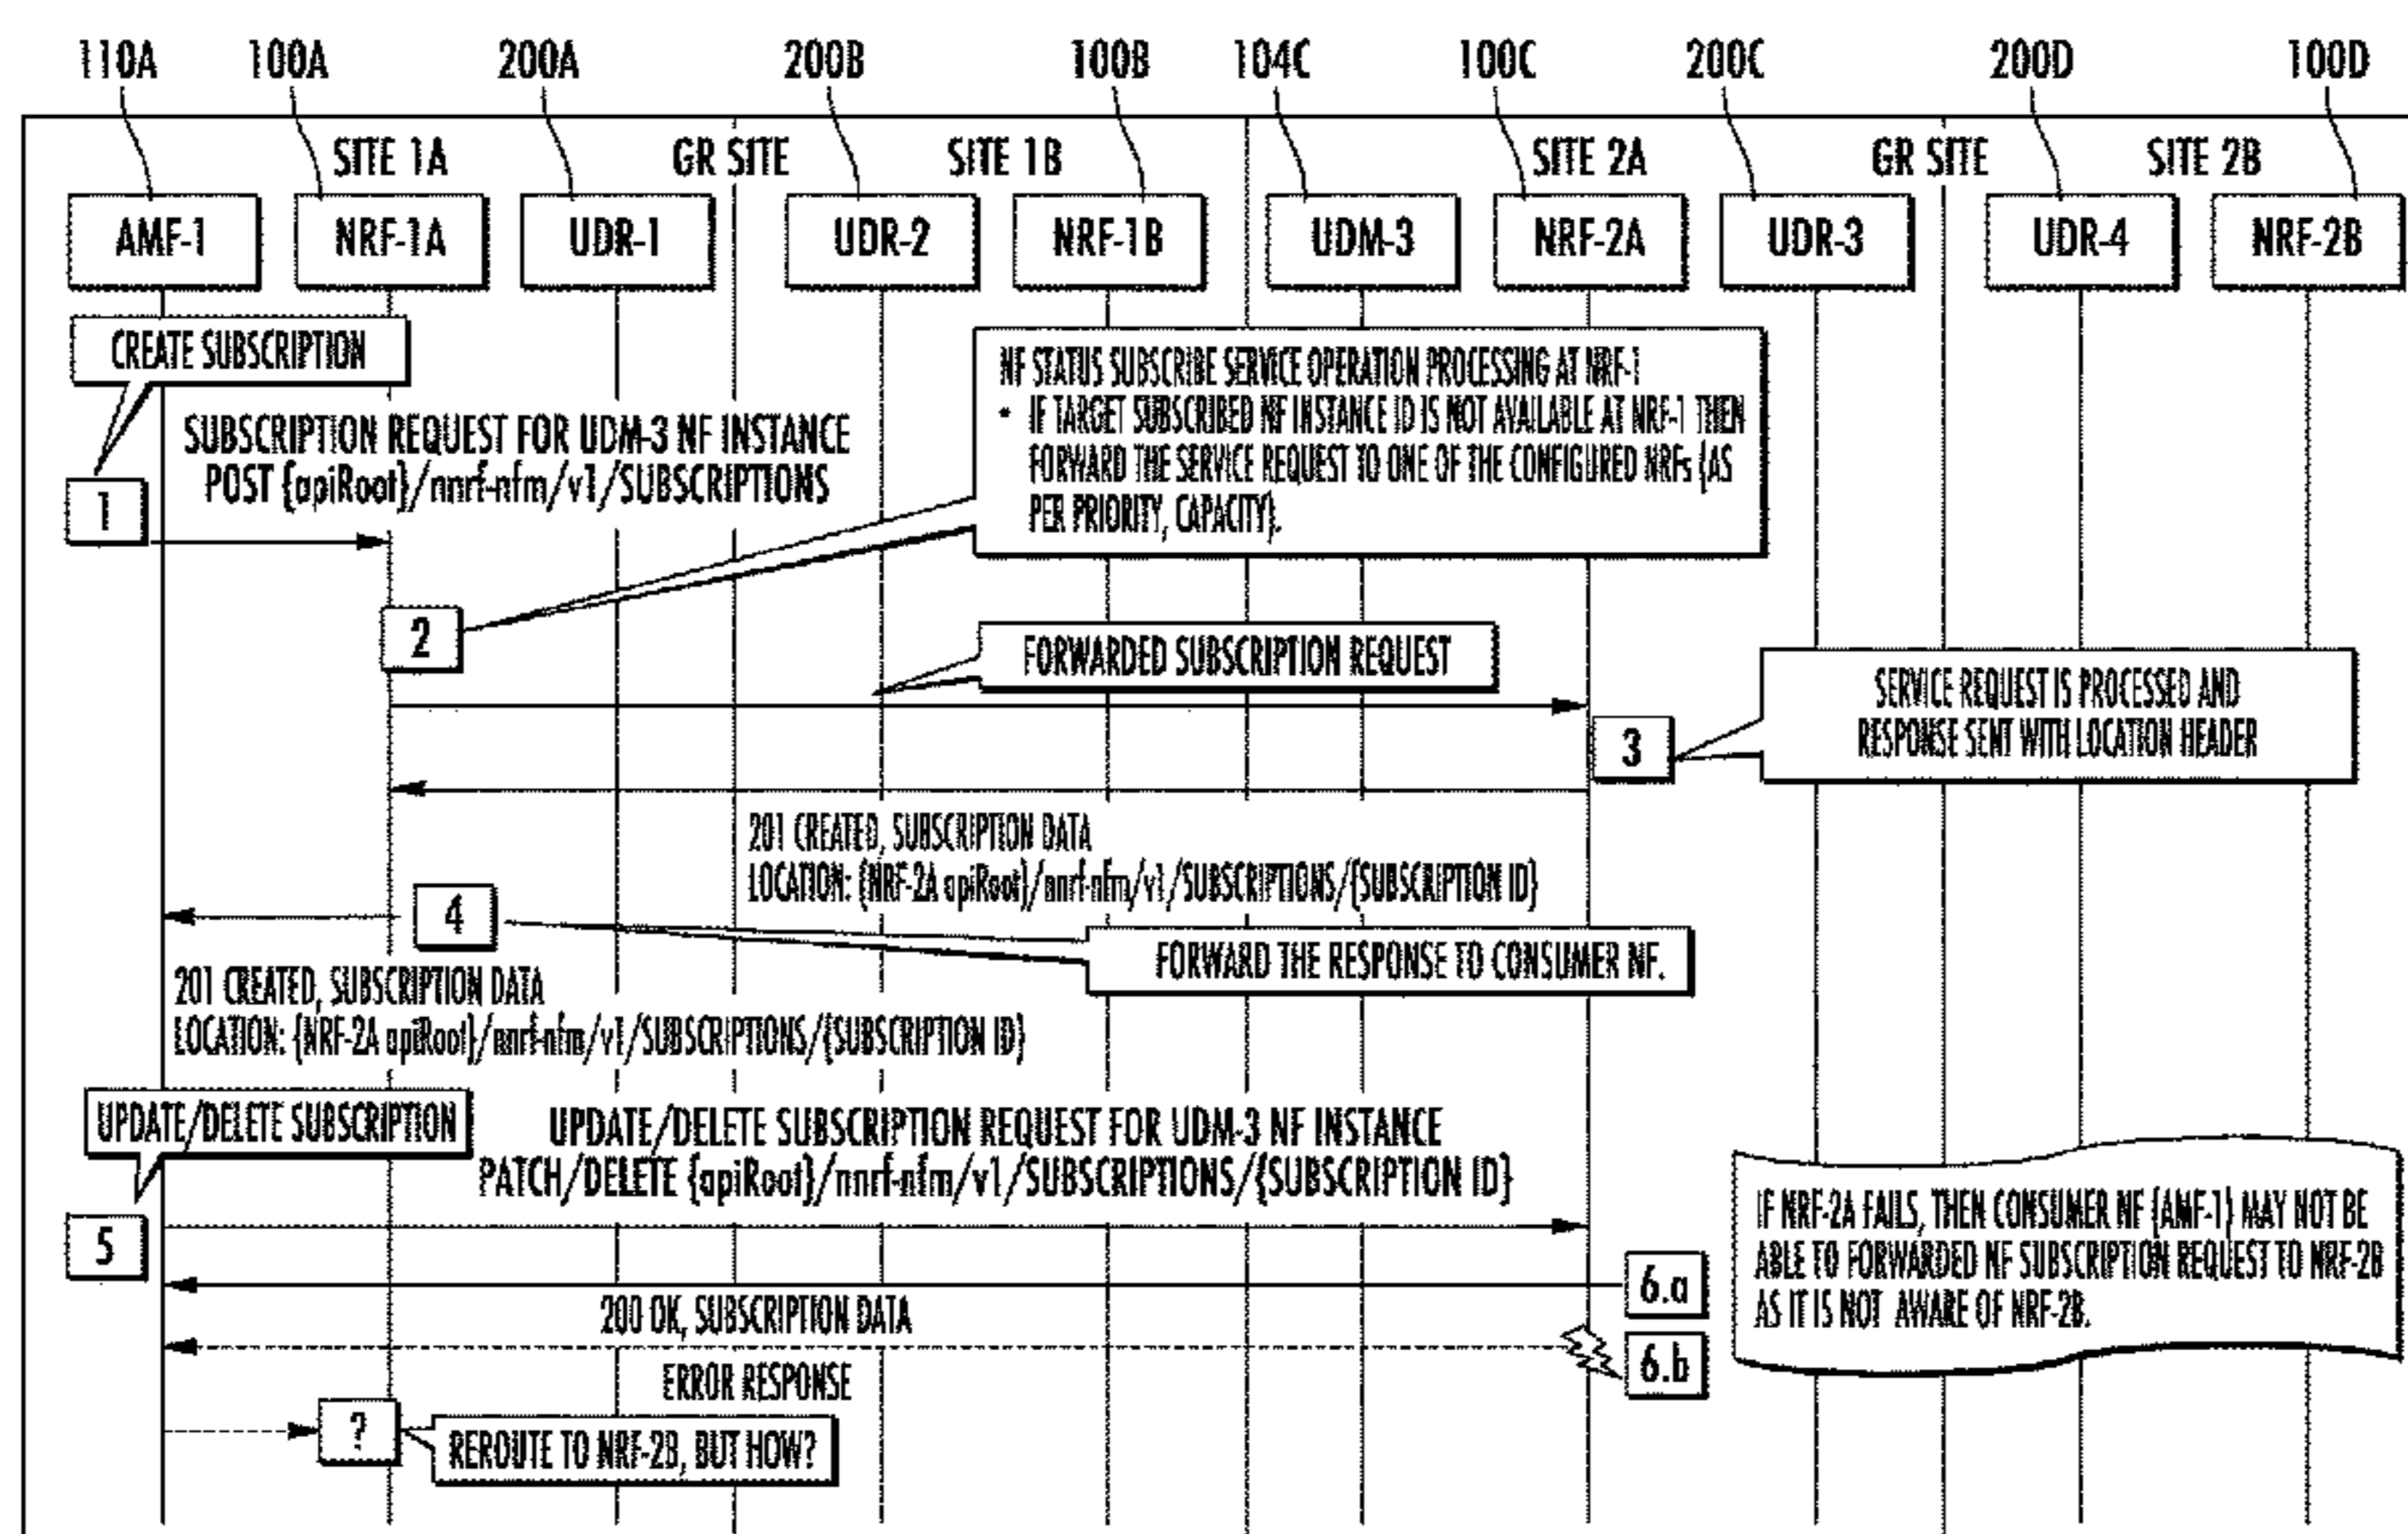 110A 100A 200A 200B 100B 104C 100C 200C 200D 100D
SITE 1A GR SITE SITE 1B SITE 2A GR SITE SITE 2B
AMF-1 NRF-1A UDR-1 UDR-2 NRF-1B UDM-3 NRF-2A UDR-3 UDR-4 NRF-2B
CREATE SUBSCRIPTION
SUBSCRIPTION REQUEST FOR UDM-3 NF INSTANCE
POST {apiRoot}/nnrf-nfm/v1/SUBSCRIPTIONS
1
NF STATUS SUBSCRIBE SERVICE OPERATION PROCESSING AT NRF-1
• IF TARGET SUBSCRIBED NF INSTANCE ID IS NOT AVAILABLE AT NRF-1 THEN
FORWARD THE SERVICE REQUEST TO ONE OF THE CONFIGURED NRFs (AS
PER PRIORITY, CAPACITY).
2
FORWARDED SUBSCRIPTION REQUEST
3
SERVICE REQUEST IS PROCESSED AND
RESPONSE SENT WITH LOCATION HEADER
201 CREATED, SUBSCRIPTION DATA
LOCATION: {NRF-2A apiRoot}/nnrf-nfm/v1/SUBSCRIPTIONS/{SUBSCRIPTION ID}
4
FORWARD THE RESPONSE TO CONSUMER NF.
201 CREATED, SUBSCRIPTION DATA
LOCATION: {NRF-2A apiRoot}/nnrf-nfm/v1/SUBSCRIPTIONS/{SUBSCRIPTION ID}
UPDATE/DELETE SUBSCRIPTION
UPDATE/DELETE SUBSCRIPTION REQUEST FOR UDM-3 NF INSTANCE
PATCH/DELETE {apiRoot}/nnrf-nfm/v1/SUBSCRIPTIONS/{SUBSCRIPTION ID}
5
IF NRF-2A FAILS, THEN CONSUMER NF (AMF-1) MAY NOT BE
ABLE TO FORWARDED NF SUBSCRIPTION REQUEST TO NRF-2B
AS IT IS NOT AWARE OF NRF-2B.
6.a
200 OK, SUBSCRIPTION DATA
6.b
ERROR RESPONSE
?
REROUTE TO NRF-2B, BUT HOW?